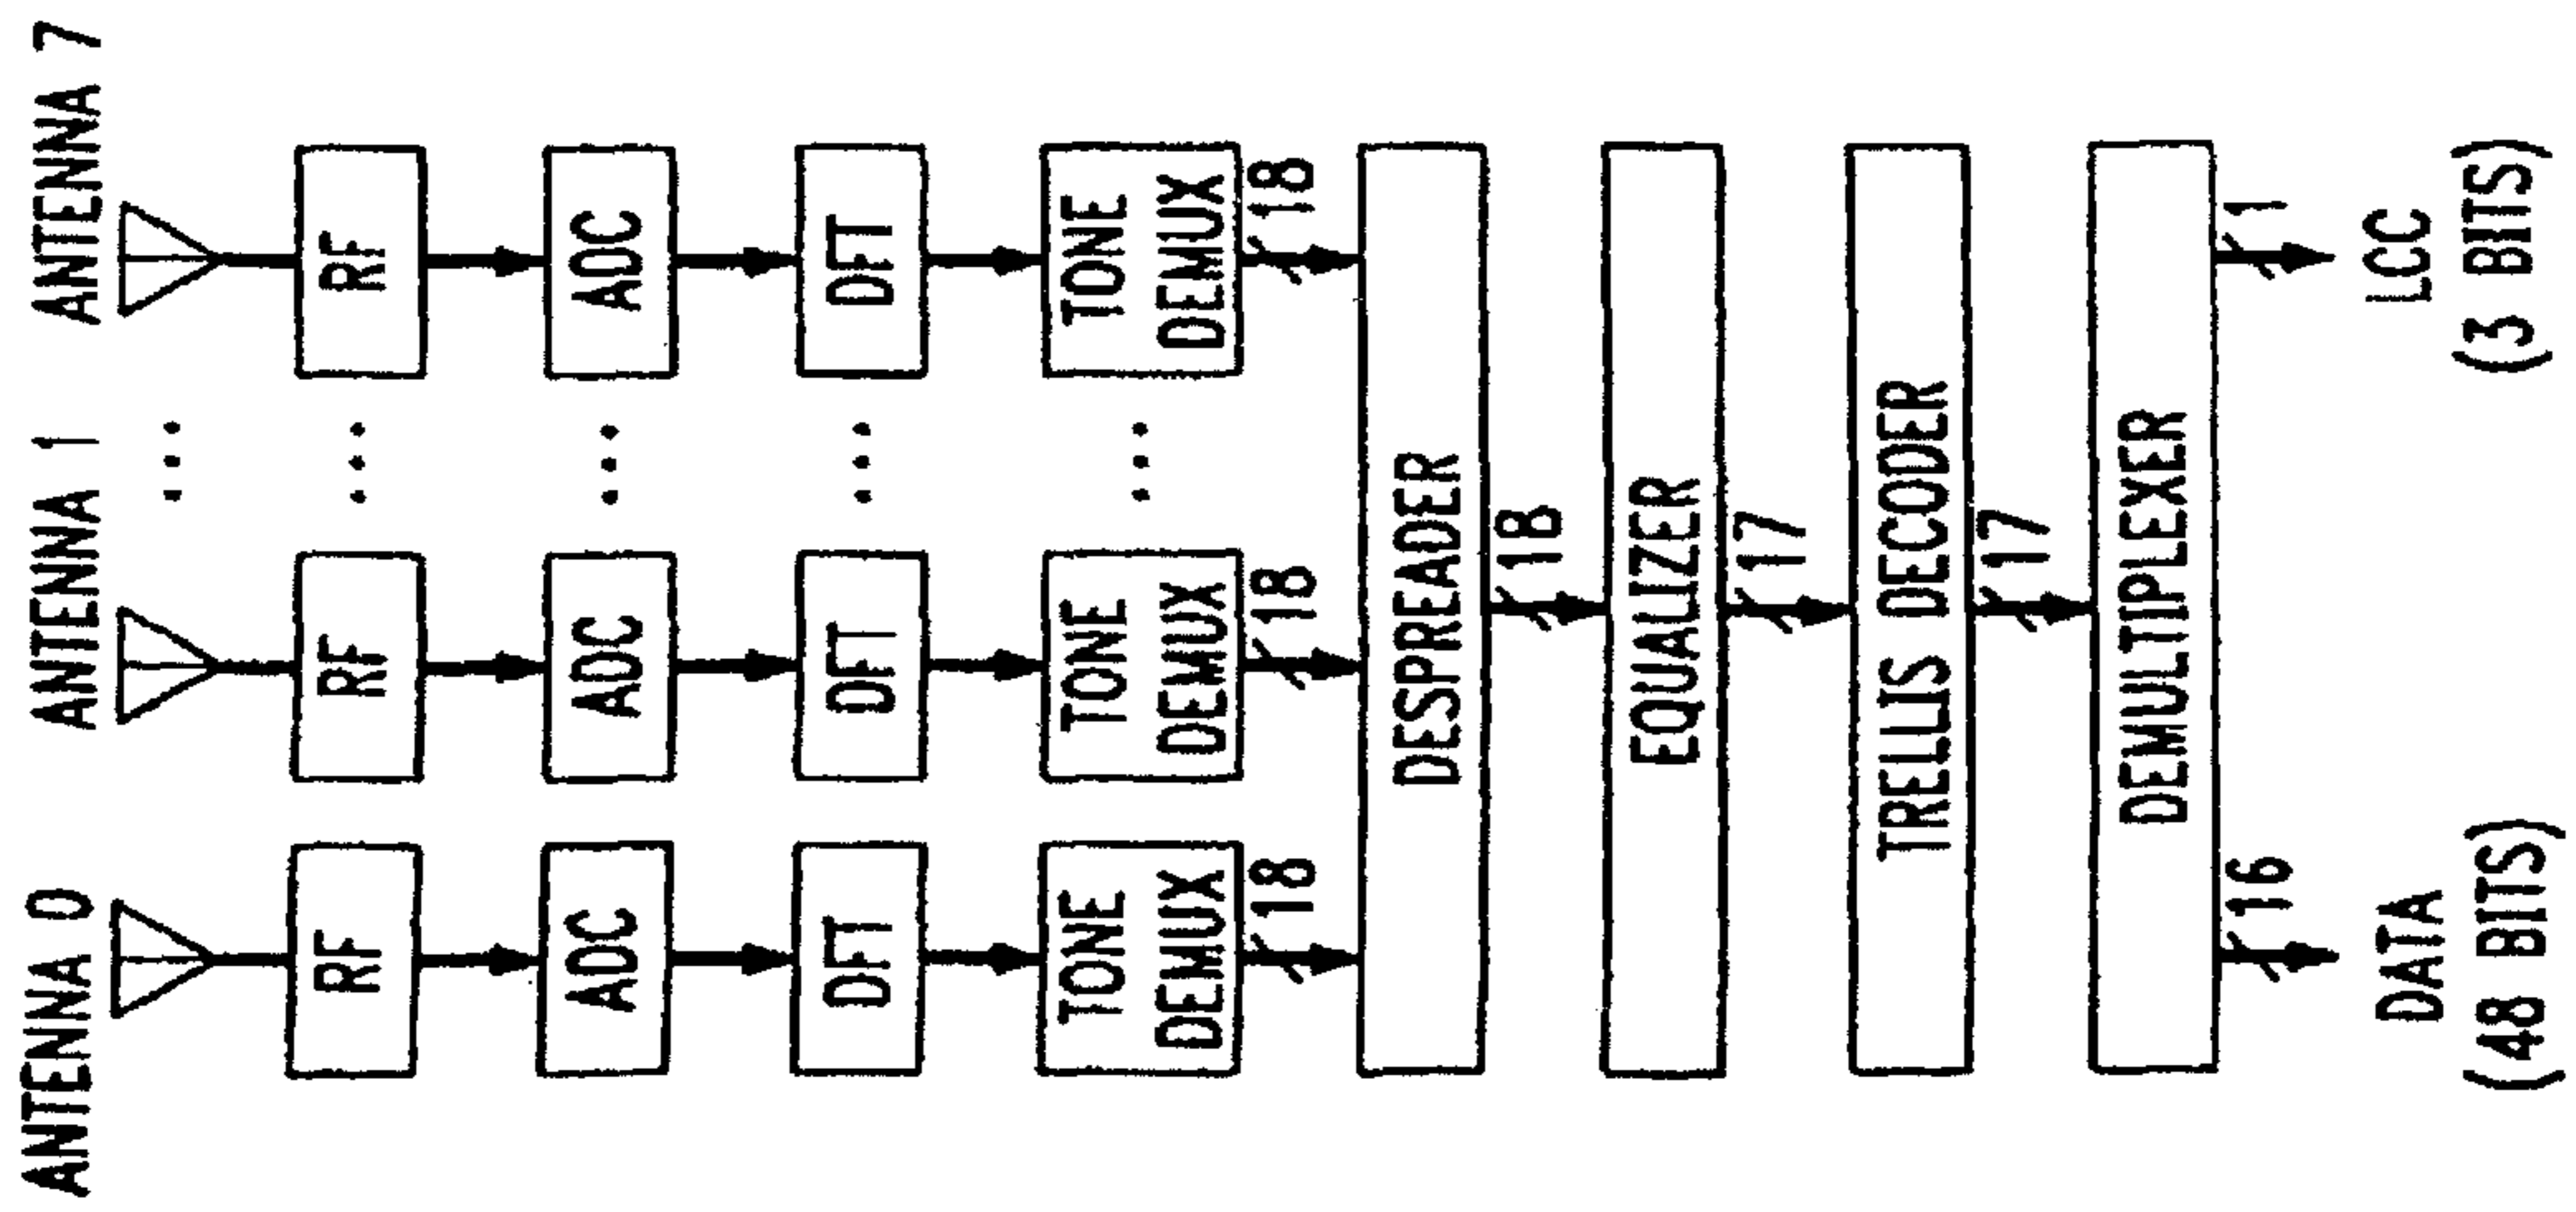 ANTENNA 0
ANTENNA 1
ANTENNA 7
...
RF
RF
...
RF
ADC
ADC
...
ADC
DFT
DFT
...
DFT
TONE
DEMUX
TONE
DEMUX
...
TONE
DEMUX
18
18
18
DESPREADER
18
EQUALIZER
17
TRELLIS DECODER
17
DEMULTIPLEXER
16
1
DATA
(48 BITS)
LCC
(3 BITS)